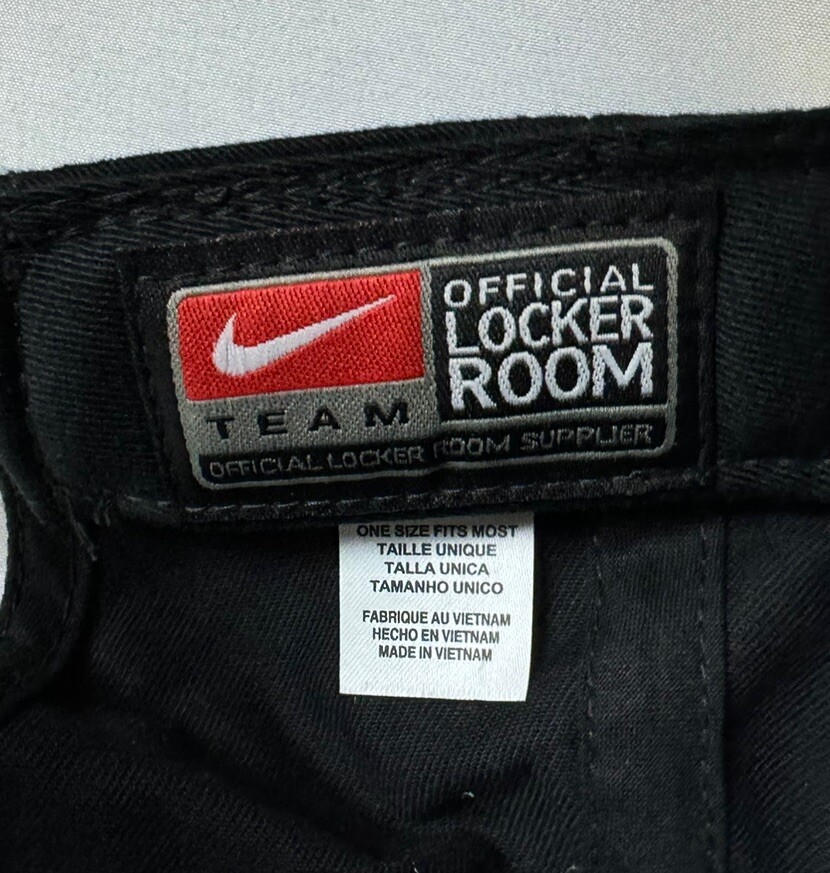 TEAM
OFFICIAL
LOCKER
ROOM
OFFICIAL LOCKER ROOM SUPPLIER
ONE SIZE FITS MOST
TAILLE UNIQUE
TALLA UNICA
TAMANHO UNICO
FABRIQUE AU VIETNAM
HECHO EN VIETNAM
MADE IN VIETNAM